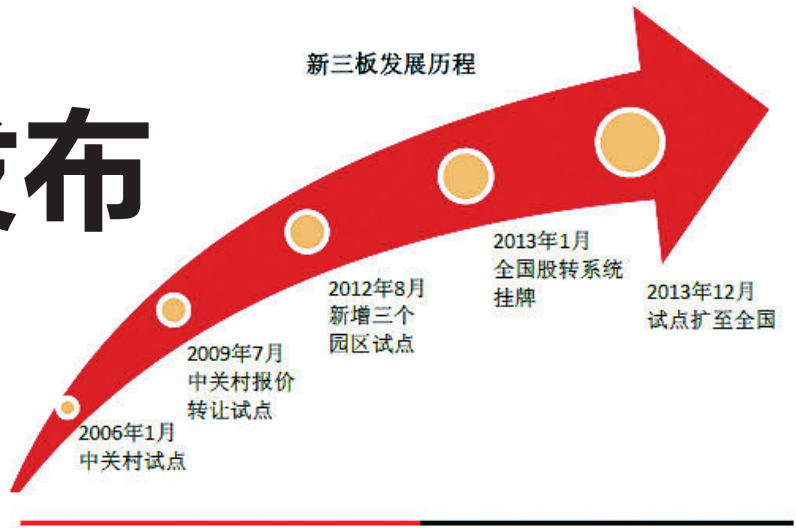 新三板发展历程
发布
2013年1月
全国股转系统
挂牌
2013年12月
试点扩至全国
2012年8月
新增三个
园区试点
2009年7月
中关村报价
转让试点
2006年1月
中关村试点